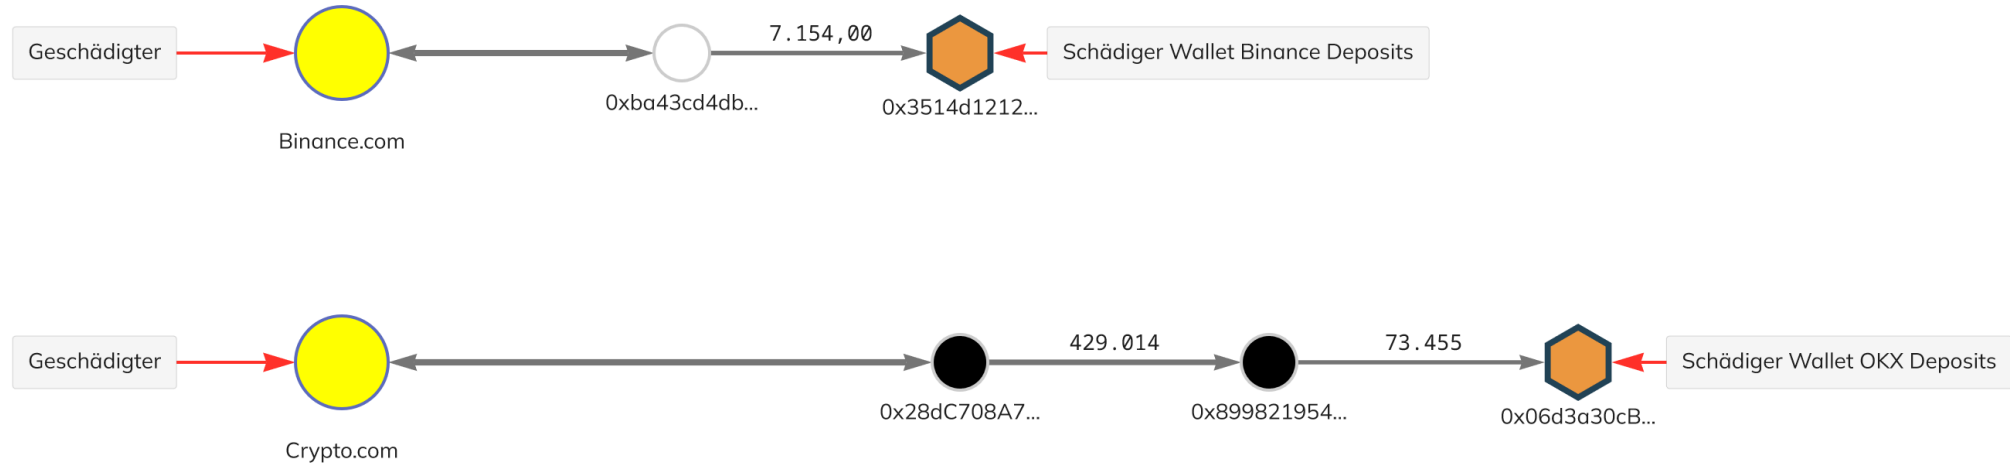 Geschädigter
7.154,00
Schädiger Wallet Binance Deposits
0xba43cd4db...
0x3514d1212...
Binance.com
Geschädigter
429.014
73.455
Schädiger Wallet OKX Deposits
0x28dC708A7...
0x899821954...
0x06d3a30cB...
Crypto.com